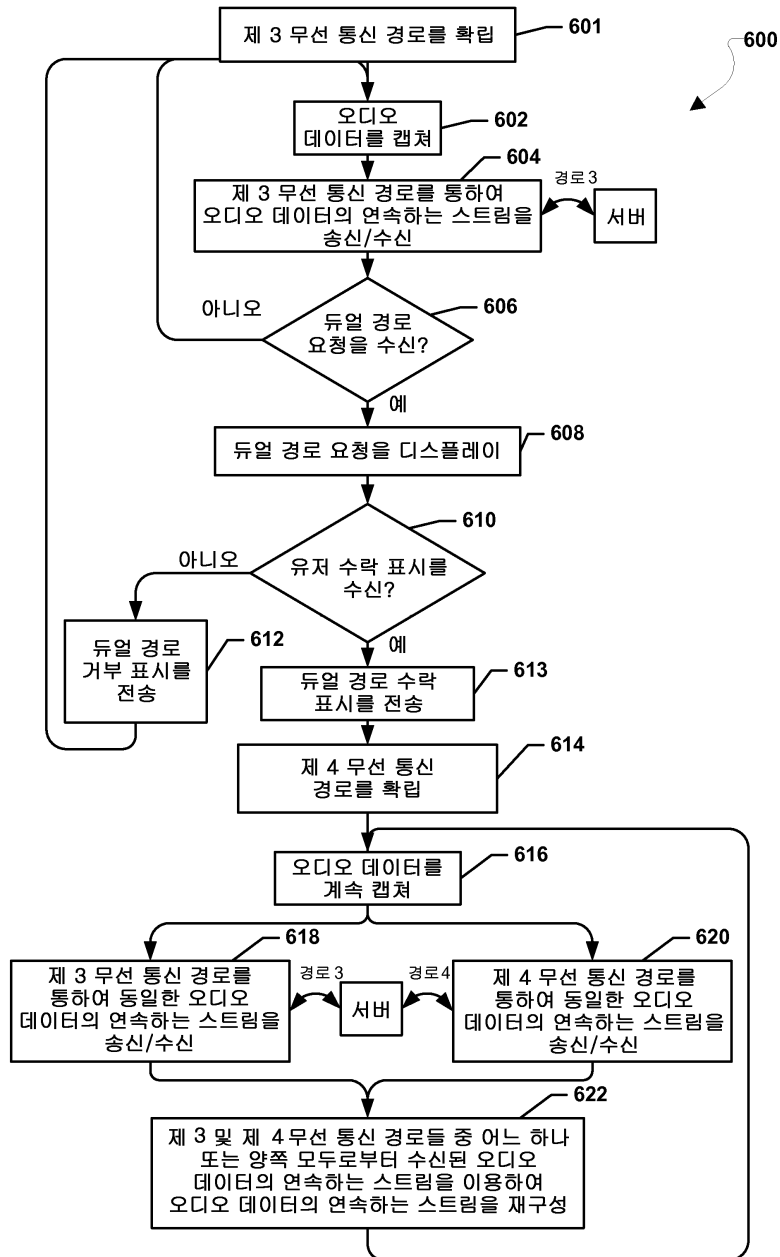 제 3 무선 통신 경로를 확립
601
600
오디오
데이터를 캡쳐
602
604
제 3 무선 통신 경로를 통하여
오디오 데이터의 연속하는 스트림을
송신/수신
경로 3
서버
606
아니오
듀얼 경로
요청을 수신?
예
608
듀얼 경로 요청을 디스플레이
610
아니오
유저 수락 표시를
수신?
612
듀얼 경로
거부 표시를
전송
예
613
듀얼 경로 수락
표시를 전송
614
제 4 무선 통신
경로를 확립
616
오디오 데이터를
계속 캡쳐
618
제 3 무선 통신 경로를
통하여 동일한 오디오
데이터의 연속하는 스트림을
송신/수신
경로 3
서버
경로 4
620
제 4 무선 통신 경로를
통하여 동일한 오디오
데이터의 연속하는 스트림을
송신/수신
622
제 3 및 제 4 무선 통신 경로들 중 어느 하나
또는 양쪽 모두로부터 수신된 오디오
데이터의 연속하는 스트림을 이용하여
오디오 데이터의 연속하는 스트림을 재구성